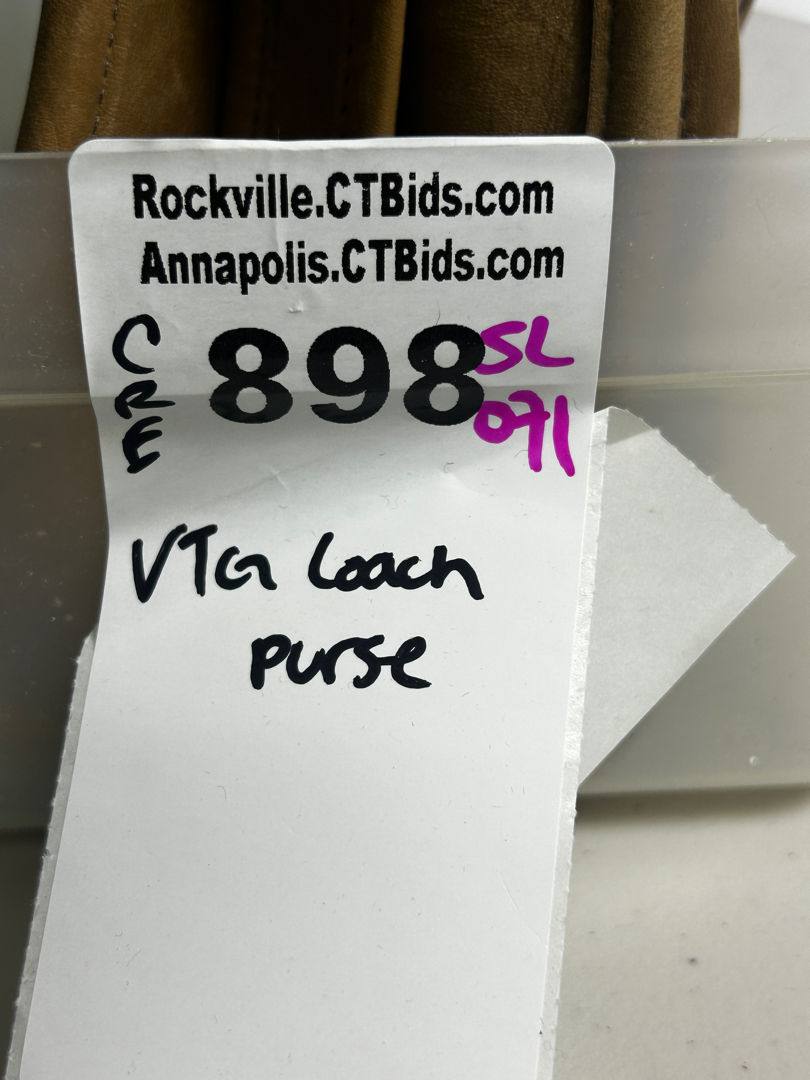 Rockville.CTBids.com
Annapolis.CTBids.com
CRE
898
SL
071
VTG Coach
purse